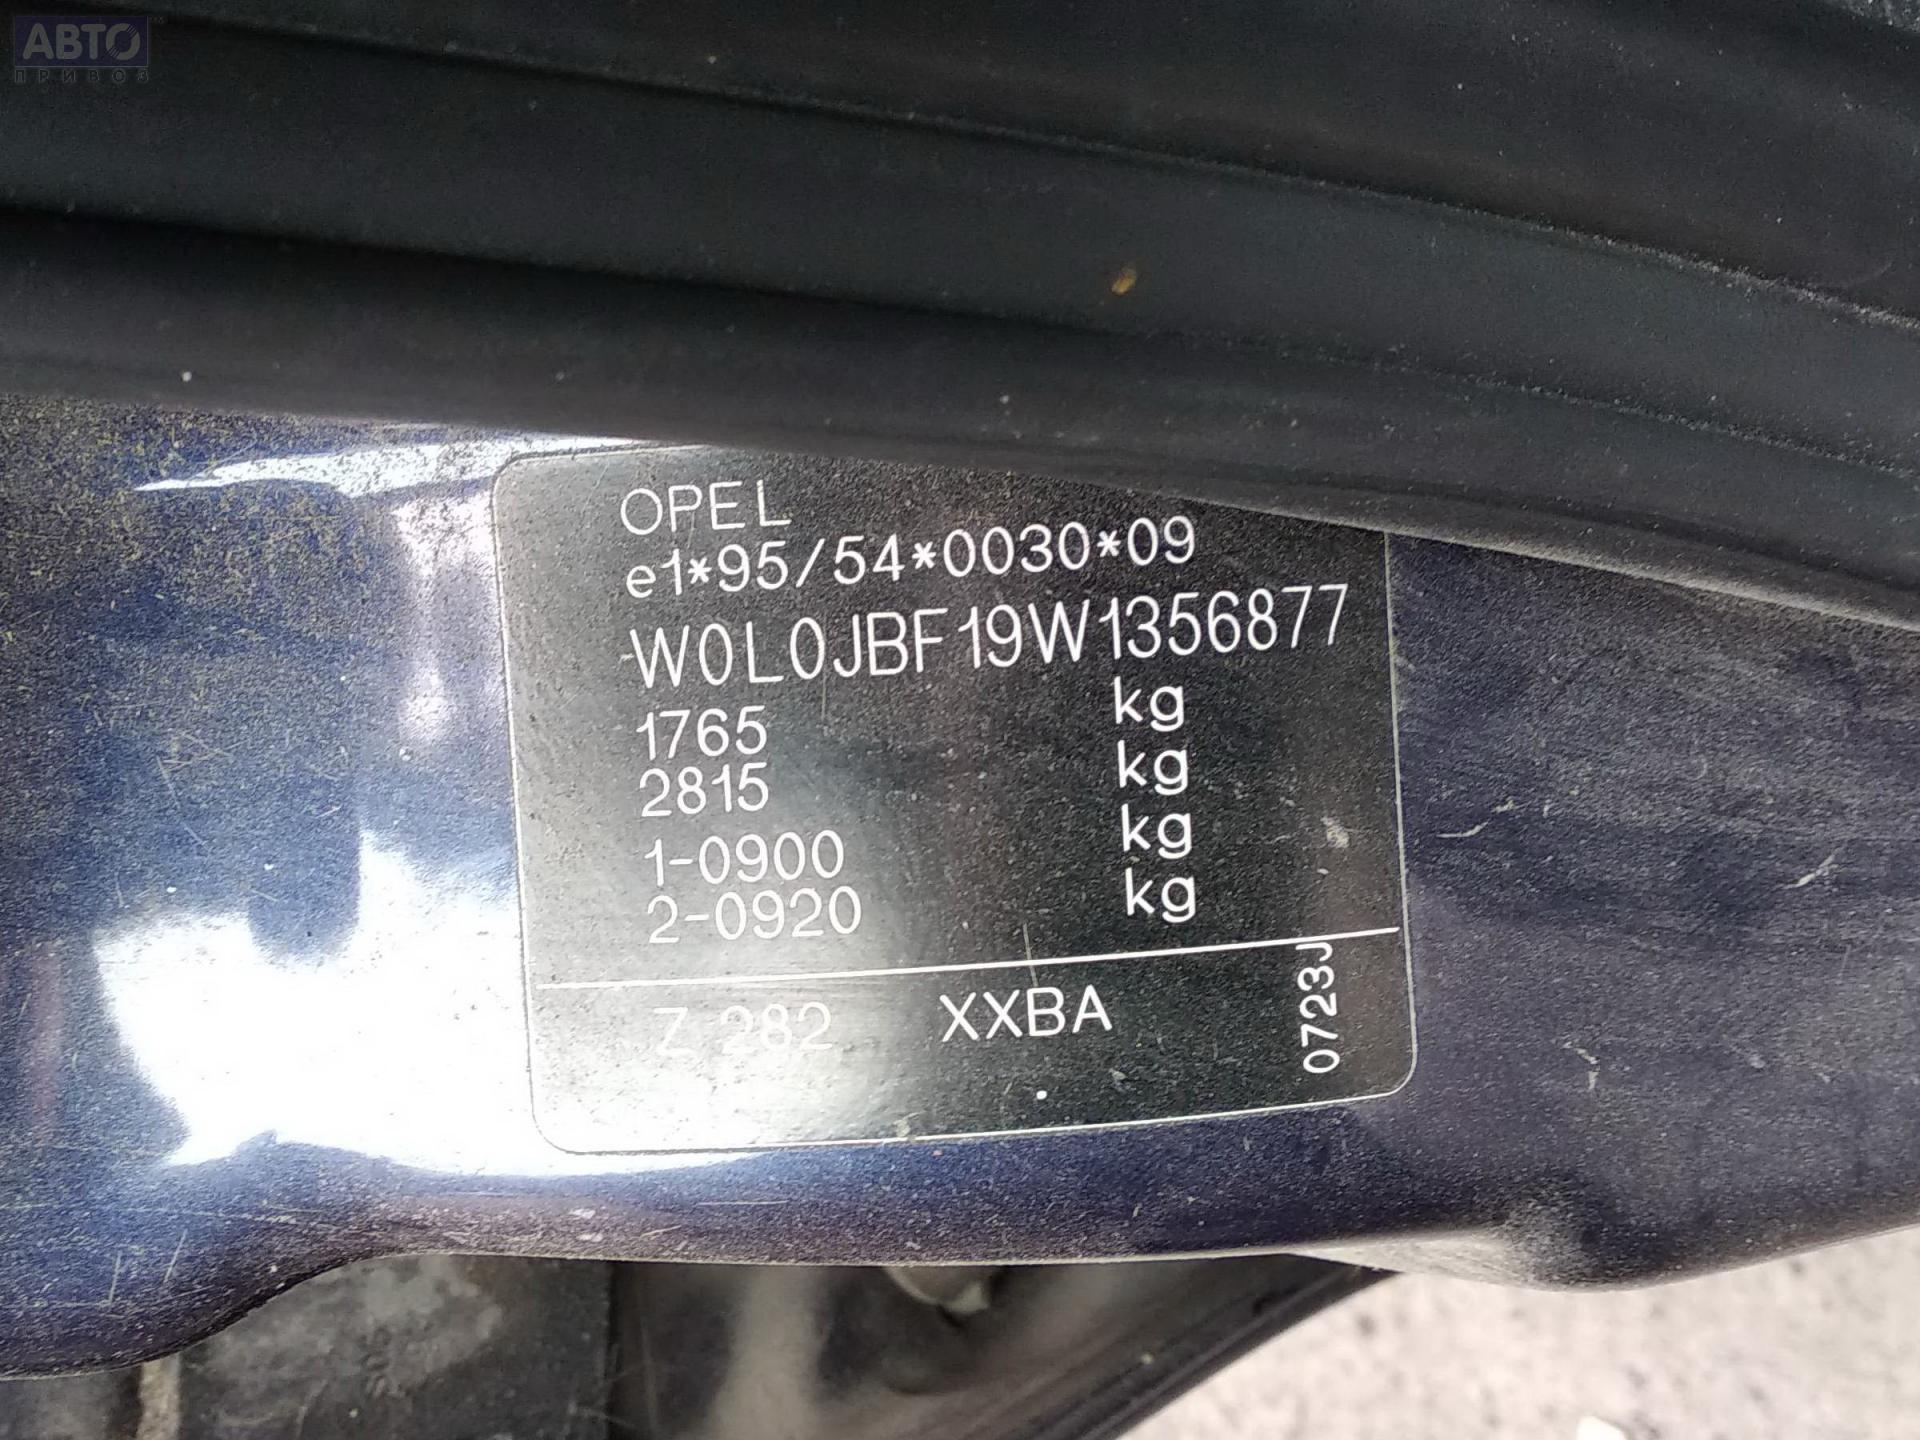 АВТО
ПРИВОЗ
OPEL
e1*95/54*0030*09
W0L0JBF19W1356877
1765 kg
2815 kg
1-0900 kg
2-0920 kg
Z 282 XXBA
0723J